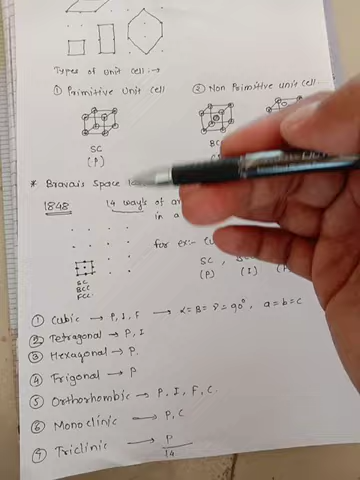 Types of unit cell :→
① Primitive Unit cell
② Non Primitive unit cell
SC
(P)
BC
* Bravais Space
1848
14 way's of
in a
for ex:-
SC
(P)
(I)
SC
BCC
FCC
① Cubic → P, I, F → α = B = γ = 90°, a = b = c
② Tetragonal → P, I
③ Hexagonal → P.
④ Trigonal → P
⑤ Orthorhombic → P, I, F, C.
⑥ Monoclinic → P, C
⑦ Triclinic → P
14